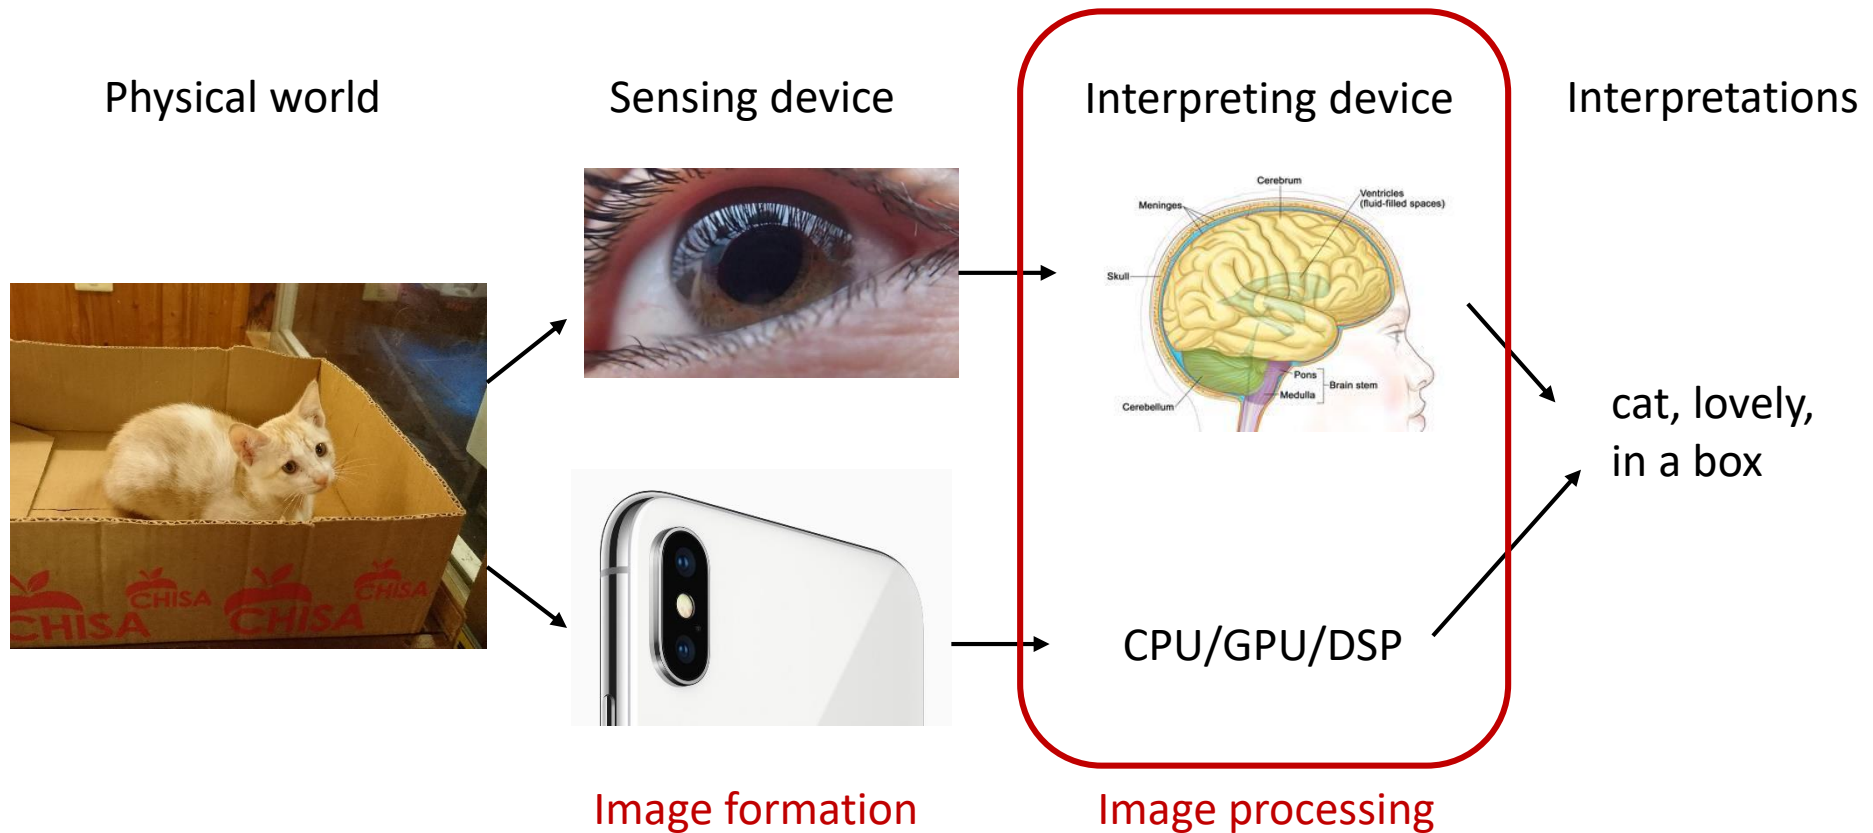 Physical world
Sensing device
Interpreting device
Interpretations
Cerebrum
Ventricles
(fluid-filled spaces)
Meninges
Skull
Pons
Brain stem
Medulla
Cerebellum
cat, lovely,
in a box
CHISA
CHISA
CHISA
CHISA
CPU/GPU/DSP
Image formation
Image processing